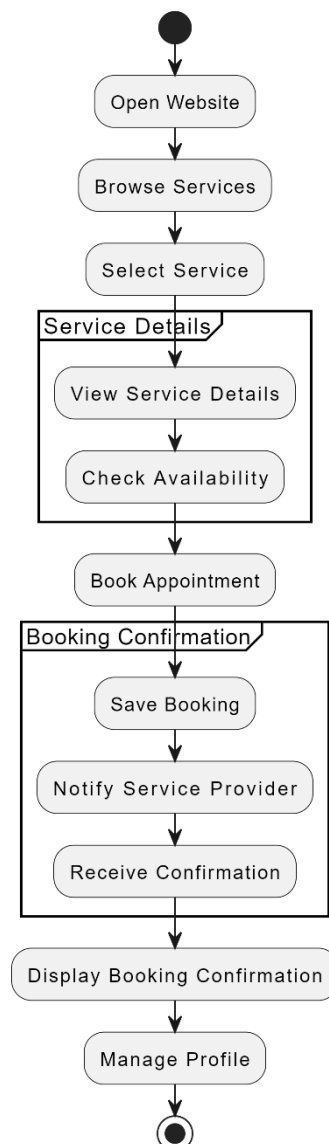 Open Website
Browse Services
Select Service
Service Details
View Service Details
Check Availability
Book Appointment
Booking Confirmation
Save Booking
Notify Service Provider
Receive Confirmation
Display Booking Confirmation
Manage Profile